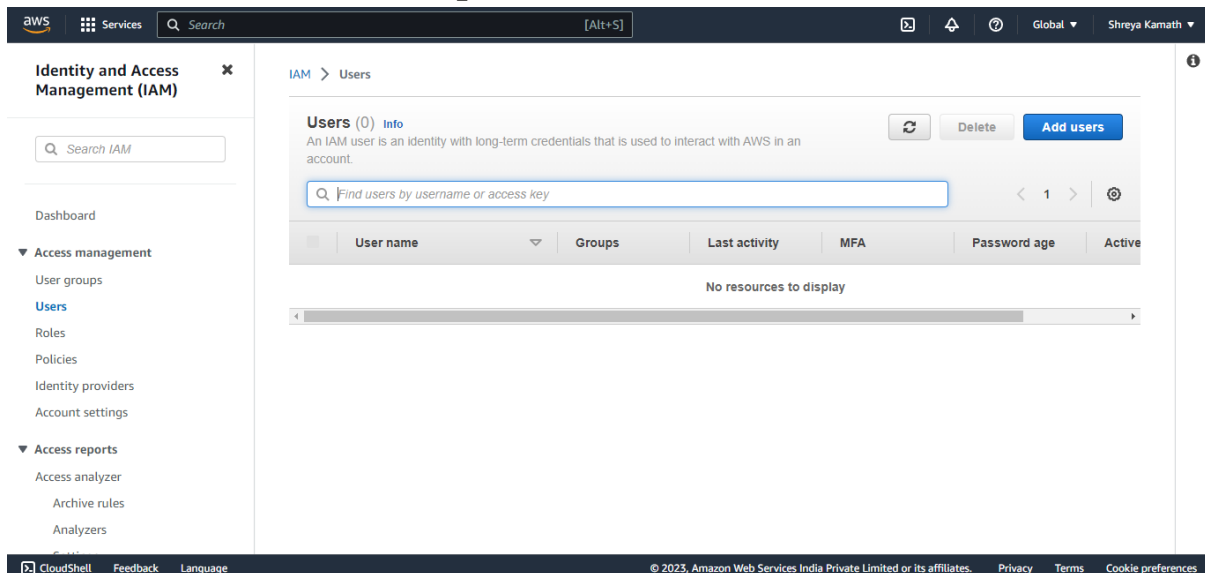 aws Services Search [Alt+S] Global ▼ Shreya Kamath ▼
Identity and Access
Management (IAM)
Search IAM
Dashboard
Access management
User groups
Users
Roles
Policies
Identity providers
Account settings
Access reports
Access analyzer
Archive rules
Analyzers
IAM > Users
Users (0) Info
An IAM user is an identity with long-term credentials that is used to interact with AWS in an
account.
Delete
Add users
Find users by username or access key
< 1 >
User name Groups Last activity MFA Password age Active
No resources to display
CloudShell Feedback Language © 2023, Amazon Web Services India Private Limited or its affiliates. Privacy Terms Cookie preferences